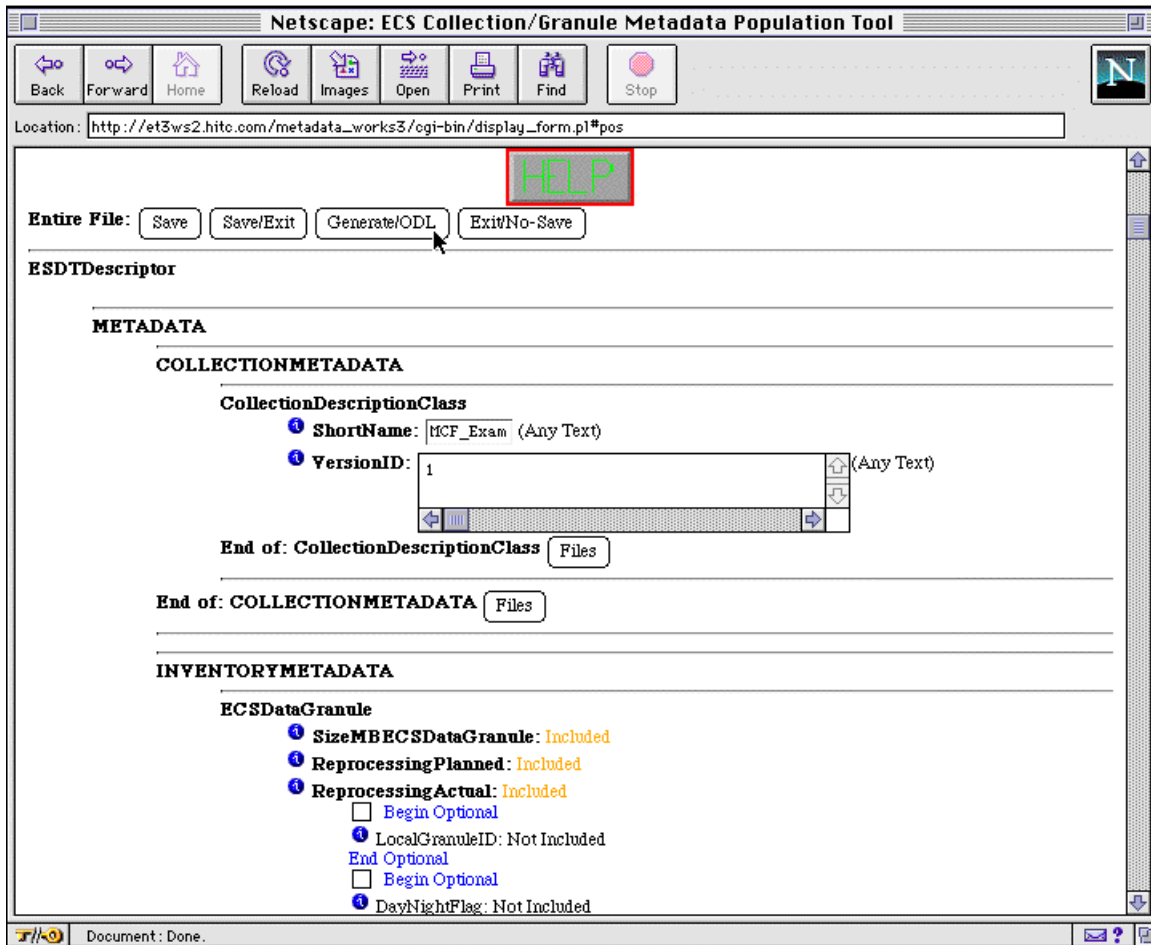 Netscape: ECS Collection/Granule Metadata Population Tool
Back Forward Home Reload Images Open Print Find Stop N
Location: http://et3ws2.hitc.com/metadata_works3/cgi-bin/display_form.pl#pos
HELP
Entire File: Save Save/Exit Generate/ODL Exit/No-Save
ESDTDescriptor
METADATA
COLLECTIONMETADATA
CollectionDescriptionClass
ShortName: MCF_Exam (Any Text)
VersionID: 1 (Any Text)
End of: CollectionDescriptionClass Files
End of: COLLECTIONMETADATA Files
INVENTORYMETADATA
ECSDataGranule
SizeMBECSDataGranule: Included
ReprocessingPlanned: Included
ReprocessingActual: Included
Begin Optional
LocalGranuleID: Not Included
End Optional
Begin Optional
DayNightFlag: Not Included
Document: Done. ?